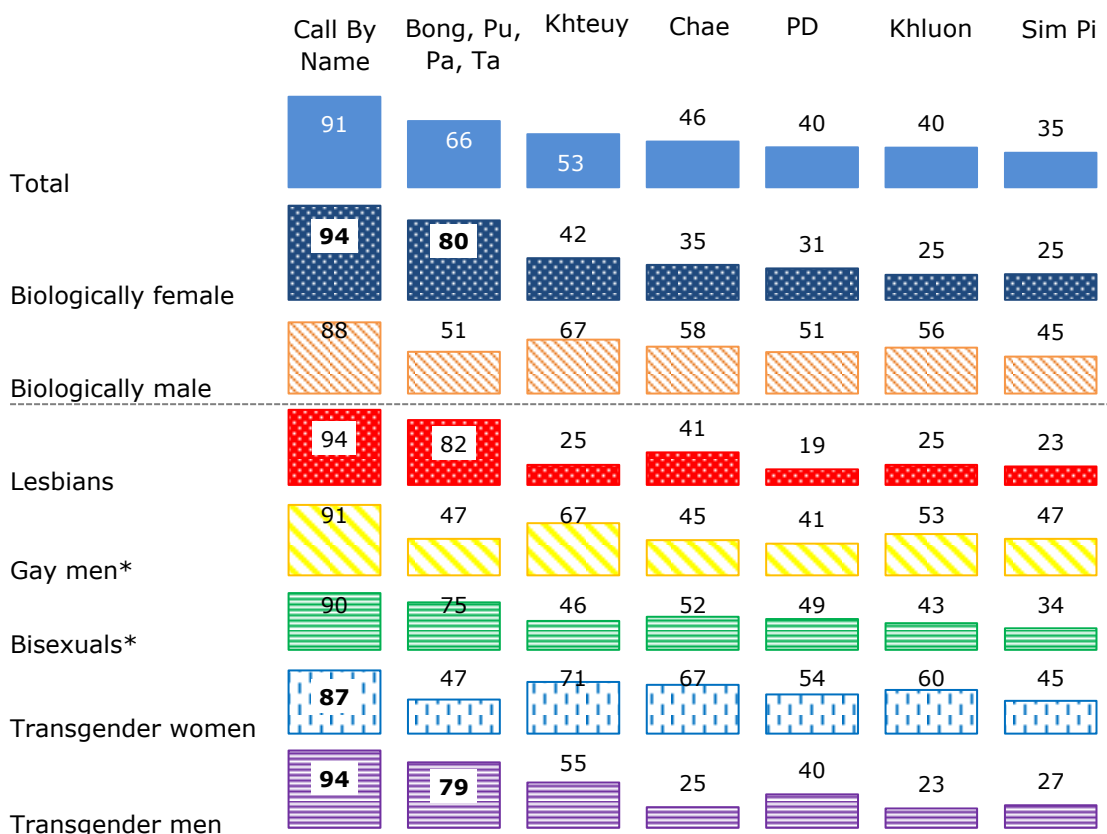 Call By Name Bong, Pu, Pa, Ta Khteuy Chae PD Khluon Sim Pi
Total 91 66 53 46 40 40 35
Biologically female 94 80 42 35 31 25 25
Biologically male 88 51 67 58 51 56 45
Lesbians 94 82 25 41 19 25 23
Gay men* 91 47 67 45 41 53 47
Bisexuals* 90 75 46 52 49 43 34
Transgender women 87 47 71 67 54 60 45
Transgender men 94 79 55 25 40 23 27